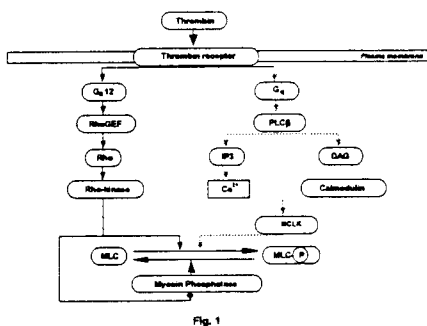 Thrombin
Thrombin receptor
Plasma membrane
Gα12
Gq
RhoGEF
PLCβ
Rho
IP3
DAG
Rho-kinase
Ca2+
Calmodulin
MCLK
MLC
MLC-P
Myosin Phosphatase
Fig. 1